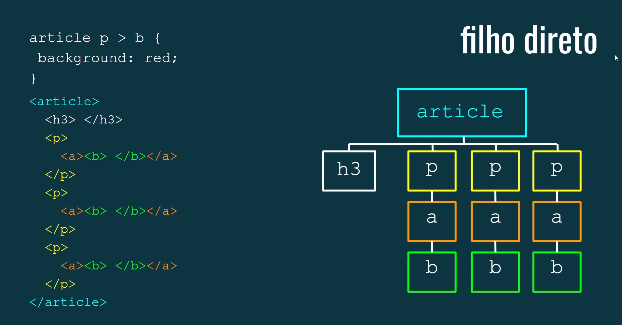 filho direto
article p > b {
background: red;
}
<article>
<h3> </h3>
<p>
<a><b> </b></a>
</p>
<p>
<a><b> </b></a>
</p>
<p>
<a><b> </b></a>
</p>
</article>
article
h3 p p p
a a a
b b b